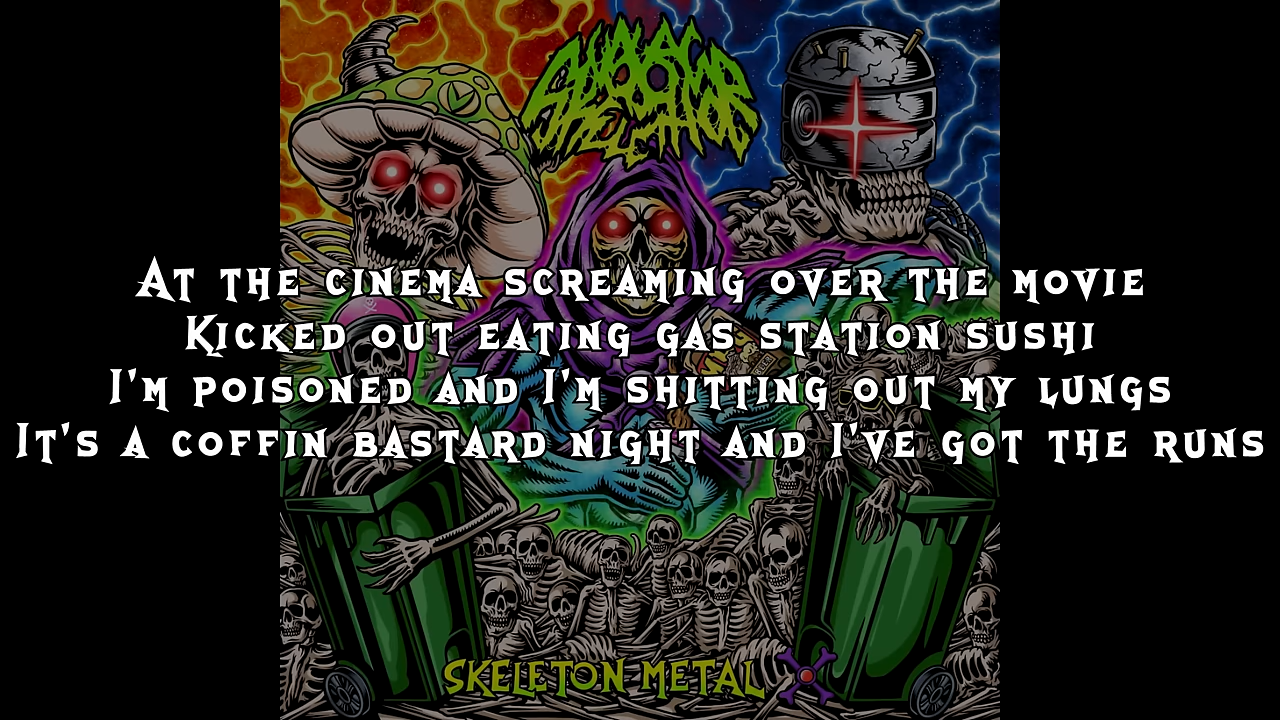 At the cinema screaming over the movie
Kicked out eating gas station sushi
I'm poisoned and I'm shitting out my lungs
It's a coffin bastard night and I've got the runs
SKELETON METAL